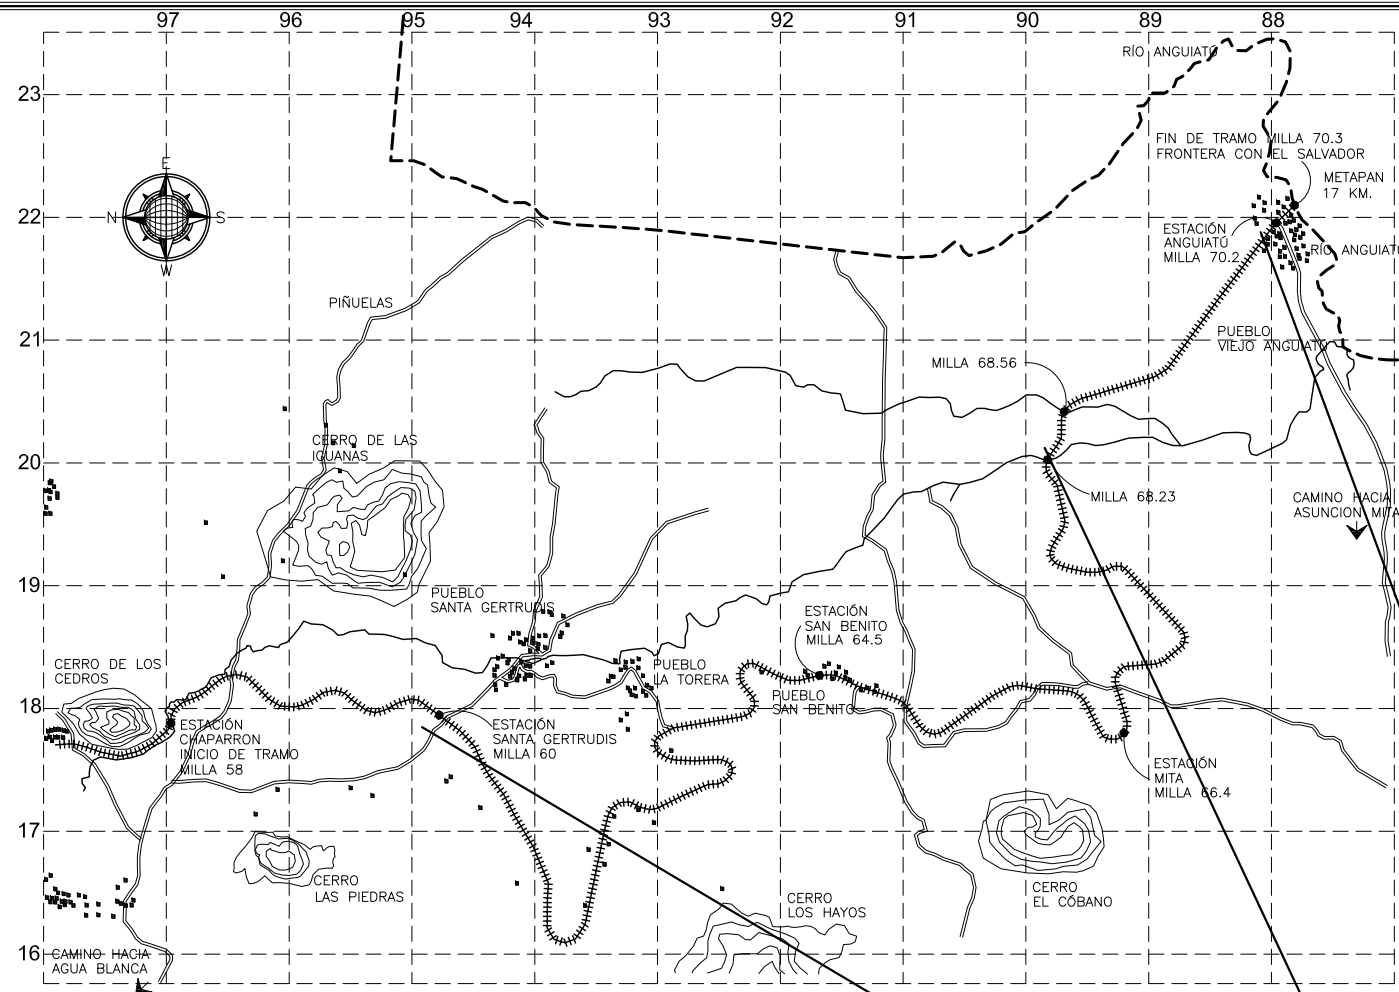 97 96 95 94 93 92 91 90 89 88
RÍO ANGUIATÚ
23
FIN DE TRAMO MILLA 70.3
FRONTERA CON EL SALVADOR
METAPAN
17 KM.
E
N S
W
22
ESTACIÓN
ANGUIATÚ
MILLA 70.2
RÍO ANGUIATÚ
PIÑUELAS
21
PUEBLO
VIEJO ANGUIATÚ
MILLA 68.56
CERRO DE LAS
IGUANAS
20
MILLA 68.23
CAMINO HACIA
ASUNCION MITA
19
PUEBLO
SANTA GERTRUDIS
ESTACIÓN
SAN BENITO
MILLA 64.5
CERRO DE LOS
CEDROS
PUEBLO
LA TORERA
PUEBLO
SAN BENITO
18
ESTACIÓN
CHAPARRON
INICIO DE TRAMO
MILLA 58
ESTACIÓN
SANTA GERTRUDIS
MILLA 60
ESTACIÓN
MITA
MILLA 66.4
17
CERRO
LAS PIEDRAS
CERRO
LOS HAYOS
CERRO
EL CÓBANO
16
CAMINO HACIA
AGUA BLANCA